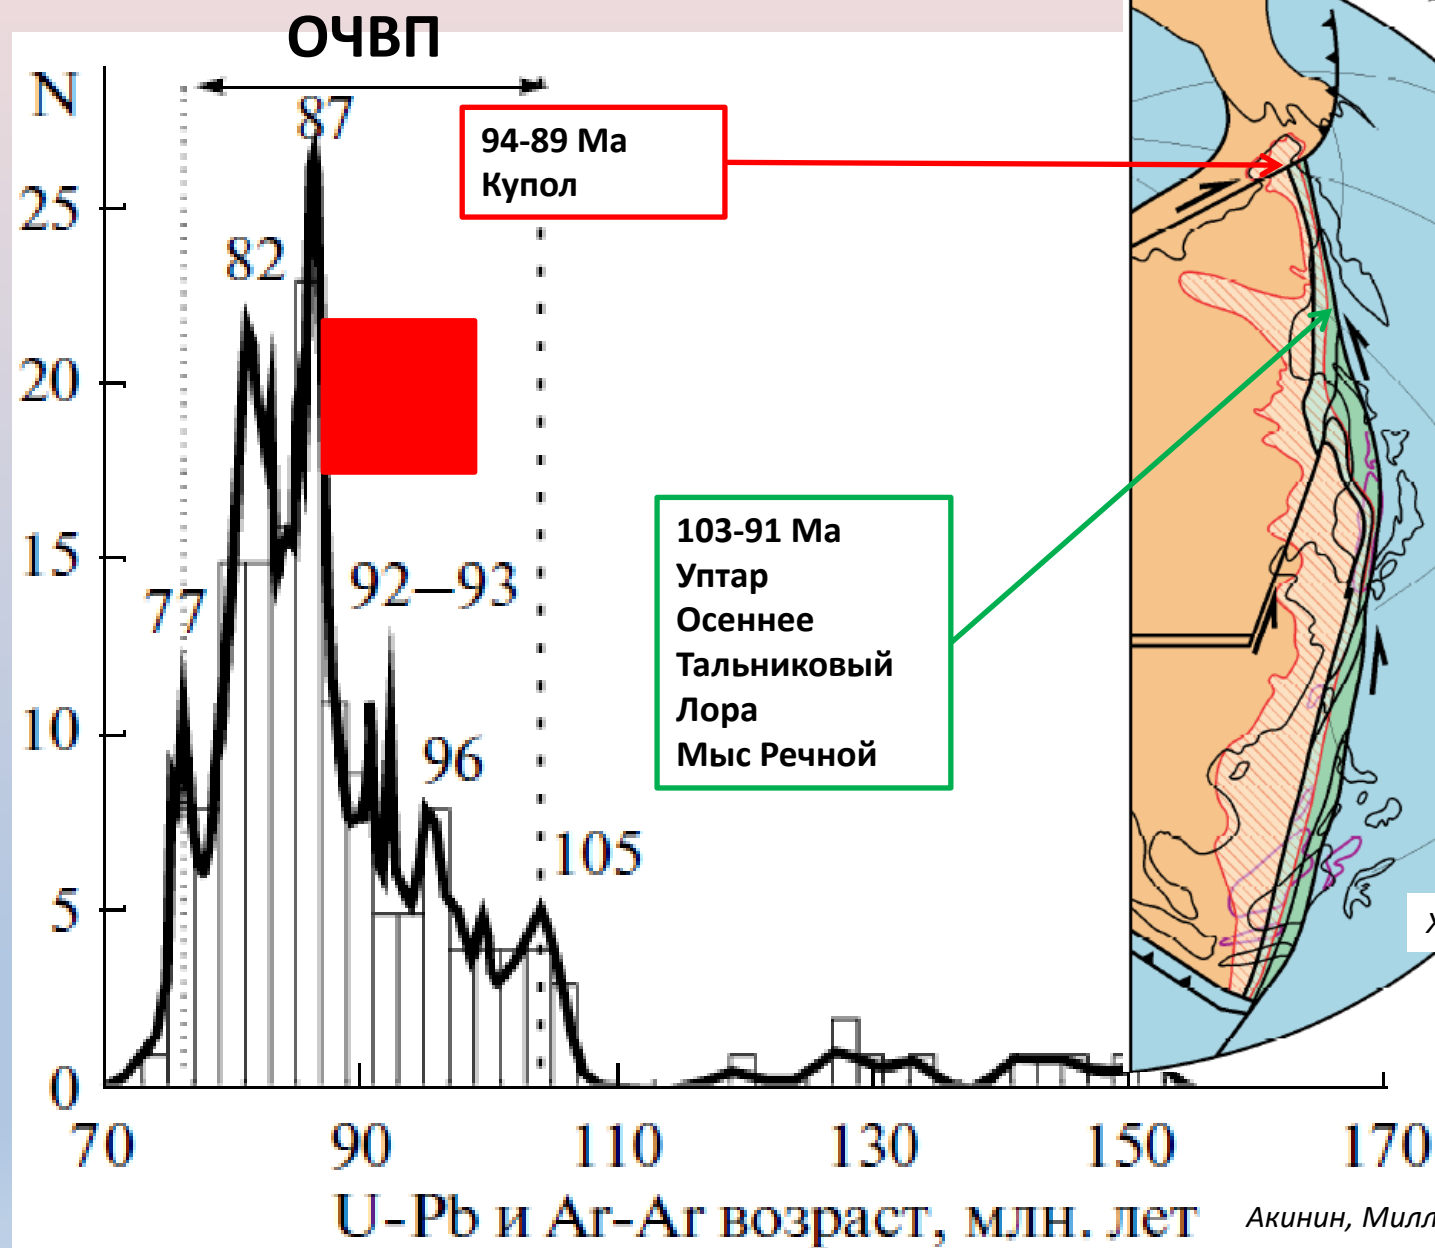 ОЧВП
N
87
94-89 Ma
Купол
25
82
20
103-91 Ma
Уптар
Осеннее
Тальниковый
Лора
Мыс Речной
15
92–93
77
10
96
105
5
0
70 90 110 130 150 170
U-Pb и Ar-Ar возраст, млн. лет
Акинин,